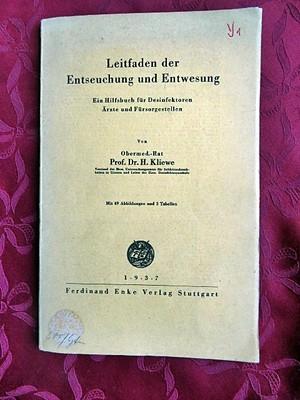 Leitfaden der
Entseuchung und Entwesung
Ein Hilfsbuch für Desinfektoren
Ärzte und Fürsorgestellen
Von
Obermed.-Rat
Prof. Dr. H. Kliewe
Mit 49 Abbildungen und 3 Tabellen
1 · 9 · 3 · 7
Ferdinand Enke Verlag Stuttgart